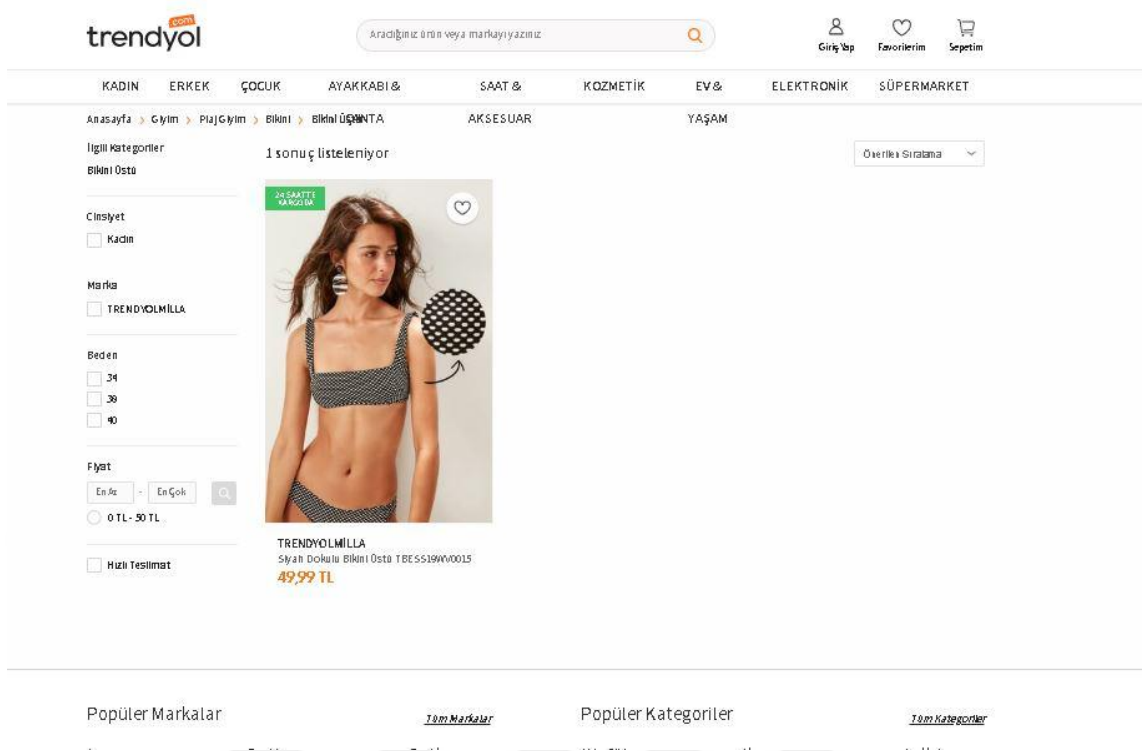 trendyol
com
Aradığınız ürün veya markayı yazınız
Giriş Yap
Favorilerim
Sepetim
KADIN ERKEK ÇOCUK AYAKKABI & SAAT & KOZMETİK EV & ELEKTRONİK SÜPERMARKET
ÇANTA AKSESUAR YAŞAM
Anasayfa > Giyim > Plaj Giyim > Bikini > Bikini
İlgili Kategoriler
Bikini Üstü
1 sonuç listeleniyor
Önerilen Sıralama
24 SAATTE
KARGODA
Cinsiyet
Kadın
Marka
TRENDYOLMİLLA
Beden
34
38
40
Fiyat
En Az - En Çok
0 TL - 50 TL
Hızlı Teslimat
TRENDYOLMİLLA
Siyah Dokulu Bikini Üstü TBESS19WV0015
49,99 TL
Popüler Markalar
Tüm Markalar
Popüler Kategoriler
Tüm Kategoriler